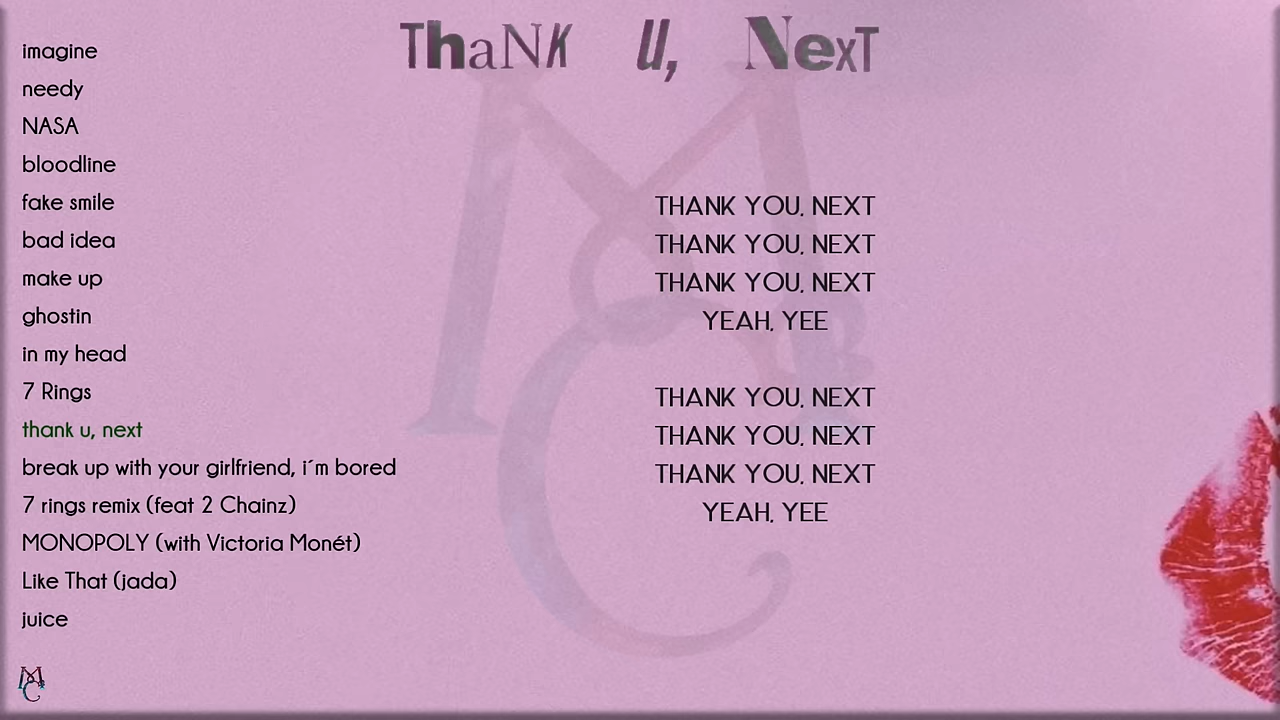 ThaNK U, NexT
imagine
needy
NASA
bloodline
fake smile
bad idea
make up
ghostin
in my head
7 Rings
thank u, next
break up with your girlfriend, i´m bored
7 rings remix (feat 2 Chainz)
MONOPOLY (with Victoria Monét)
Like That (jada)
juice
THANK YOU, NEXT
THANK YOU, NEXT
THANK YOU, NEXT
YEAH, YEE
THANK YOU, NEXT
THANK YOU, NEXT
THANK YOU, NEXT
YEAH, YEE
MC